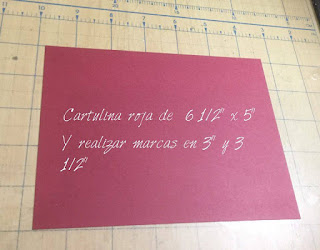 Cartulina roja de 6 1/2" x 5"
Y realizar marcas en 3" y 3
1/2"